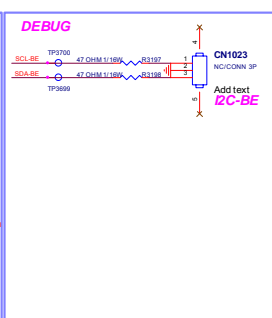 DEBUG
4
TP3700
CN1023
SCL-BE
47 OHM 1/16W
R3197
1
NC/CONN 3P
2
SDA-BE
47 OHM 1/16W
R3198
3
TP3699
Add text
I2C-BE
5